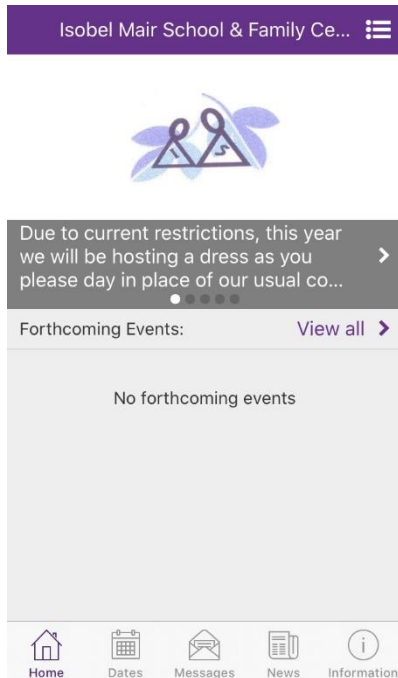 Isobel Mair School & Family Ce...
I S
Due to current restrictions, this year
we will be hosting a dress as you
please day in place of our usual co...
Forthcoming Events: View all
No forthcoming events
Home Dates Messages News Information